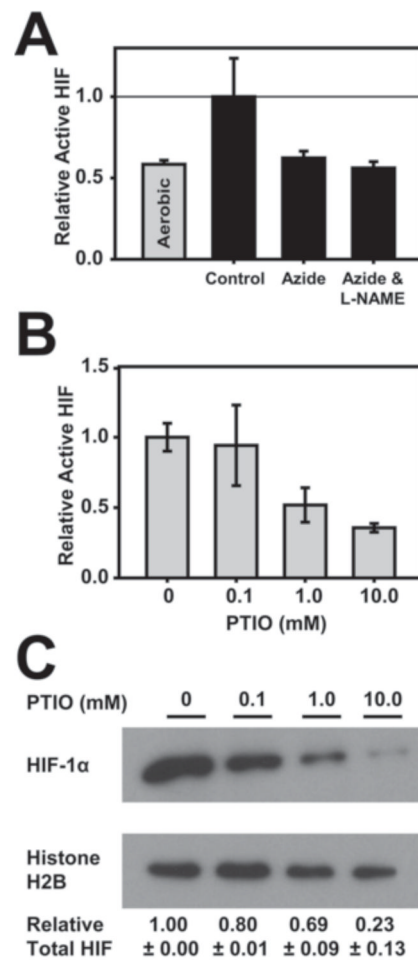 A
Relative Active HIF
1.0
0.5
0.0
Aerobic
Control
Azide
Azide &
L-NAME
B
Relative Active HIF
1.5
1.0
0.5
0.0
0 0.1 1.0 10.0
PTIO (mM)
C
PTIO (mM) 0 0.1 1.0 10.0
HIF-1α
Histone
H2B
Relative 1.00 0.80 0.69 0.23
Total HIF ± 0.00 ± 0.01 ± 0.09 ± 0.13